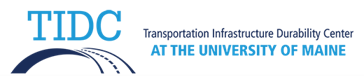 TIDC
Transportation Infrastructure Durability Center
AT THE UNIVERSITY OF MAINE